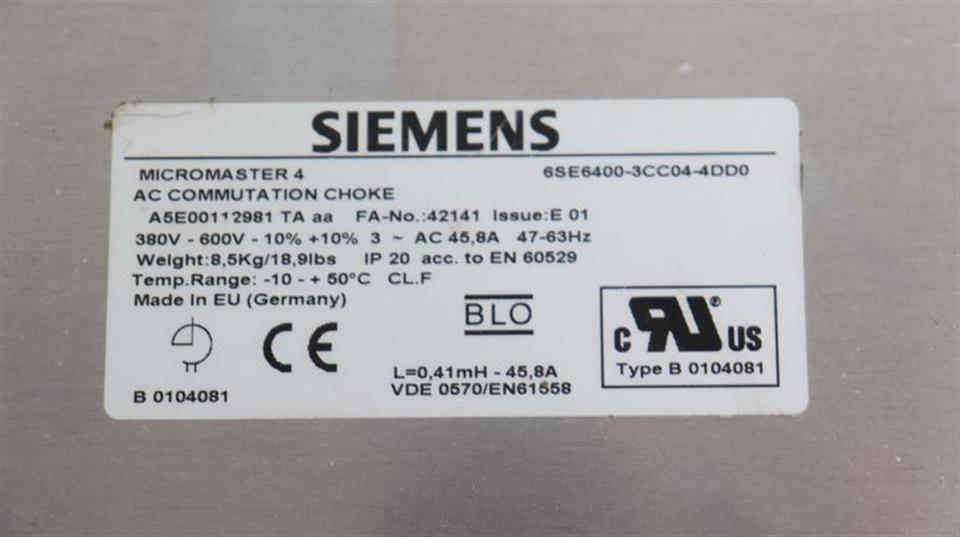 SIEMENS
MICROMASTER 4 6SE6400-3CC04-4DD0
AC COMMUTATION CHOKE
A5E00112981 TA aa FA-No.:42141 Issue:E 01
380V - 600V - 10% +10% 3 ~ AC 45,8A 47-63Hz
Weight:8,5Kg/18,9lbs IP 20 acc. to EN 60529
Temp.Range: -10 - + 50°C CL.F
Made In EU (Germany)
CE
BLO
C RU® US
L=0,41mH - 45,8A
Type B 0104081
VDE 0570/EN61558
B 0104081